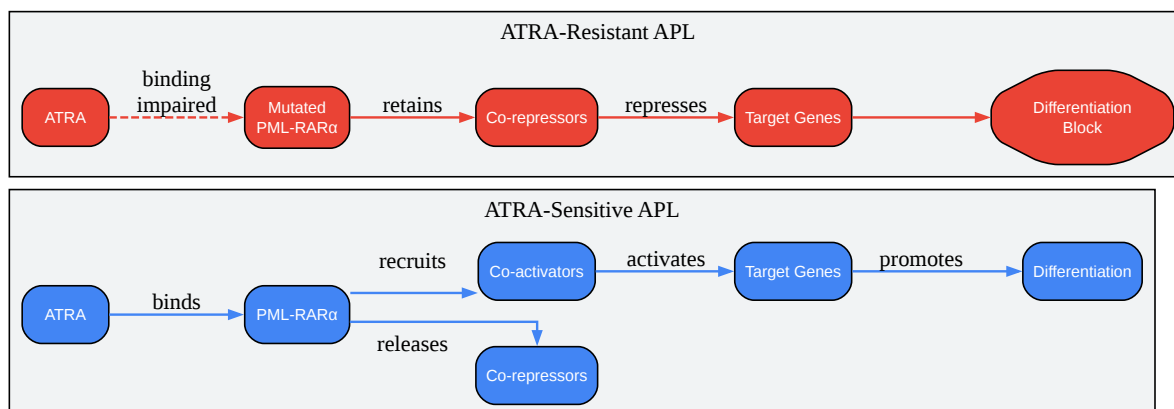 ATRA-Resistant APL
ATRA
binding
impaired
Mutated
PML-RARα
retains
Co-repressors
represses
Target Genes
Differentiation
Block
ATRA-Sensitive APL
ATRA
binds
PML-RARα
recruits
Co-activators
activates
Target Genes
promotes
Differentiation
releases
Co-repressors